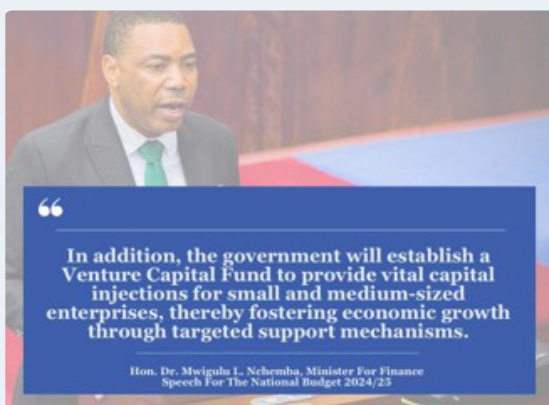 “
In addition, the government will establish a
Venture Capital Fund to provide vital capital
injections for small and medium-sized
enterprises, thereby fostering economic growth
through targeted support mechanisms.
Hon. Dr. Mwigulu L. Nchemba, Minister For Finance
Speech For The National Budget 2024/25